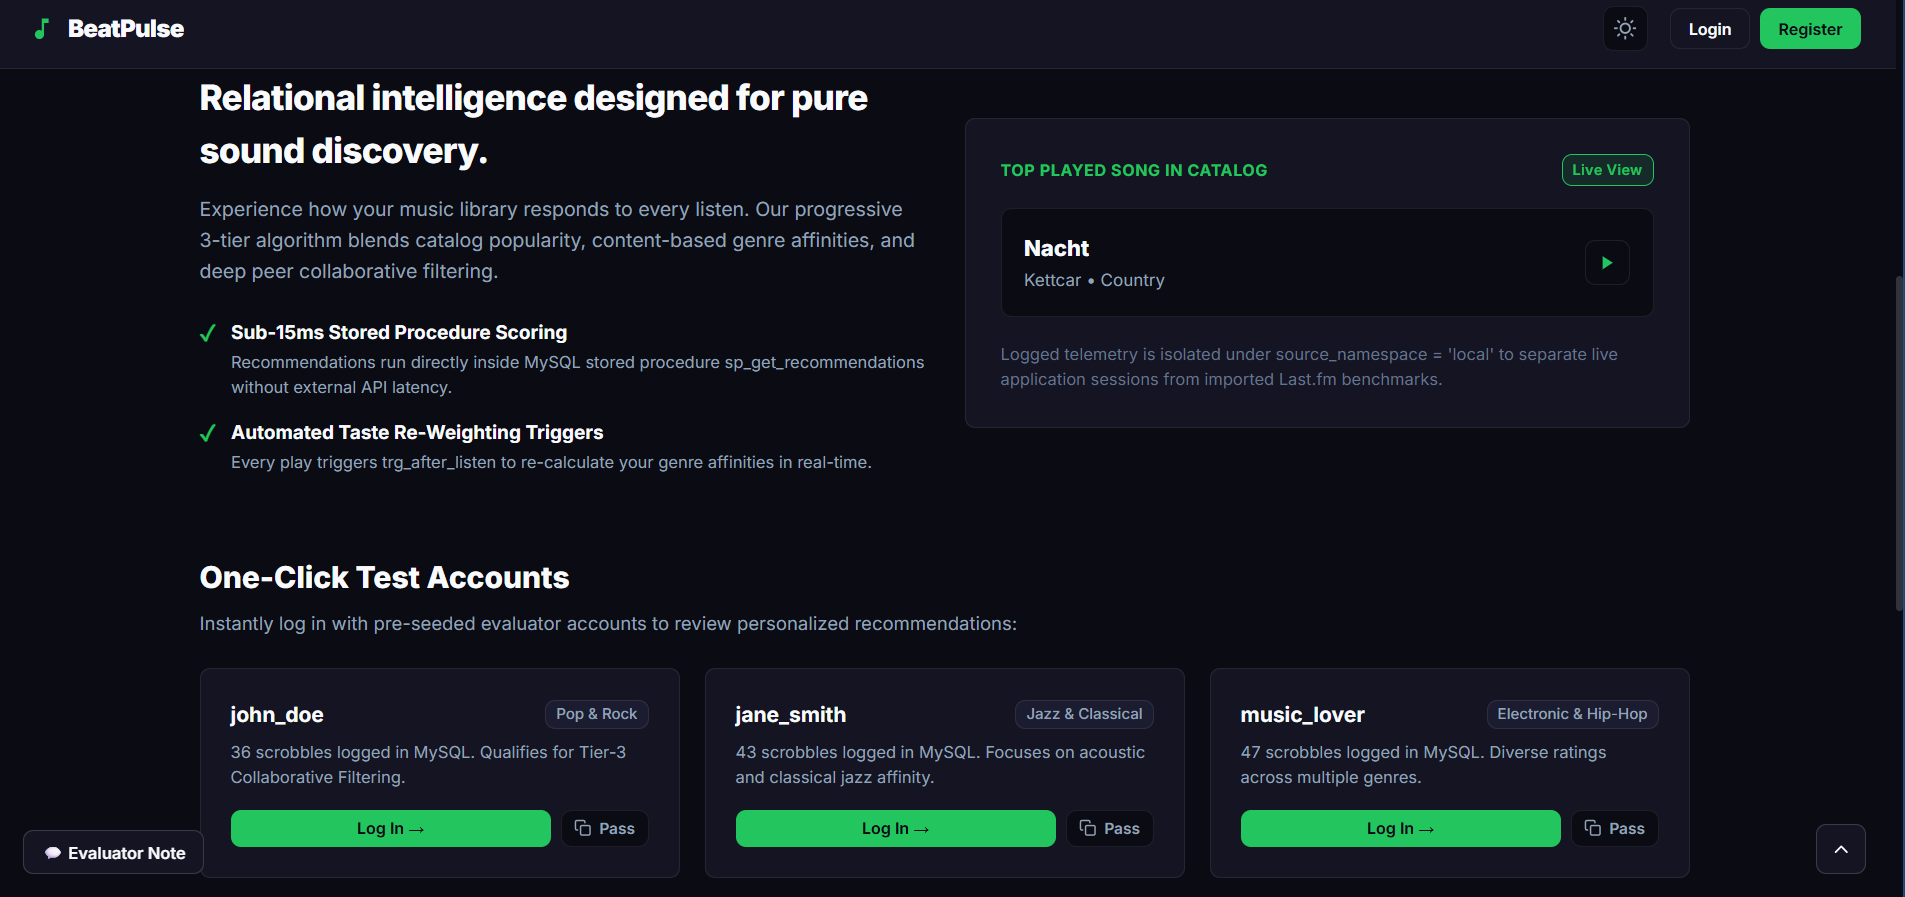 BeatPulse
Login
Register
Relational intelligence designed for pure
sound discovery.
Experience how your music library responds to every listen. Our progressive
3-tier algorithm blends catalog popularity, content-based genre affinities, and
deep peer collaborative filtering.
✓ Sub-15ms Stored Procedure Scoring
Recommendations run directly inside MySQL stored procedure sp_get_recommendations
without external API latency.
✓ Automated Taste Re-Weighting Triggers
Every play triggers trg_after_listen to re-calculate your genre affinities in real-time.
TOP PLAYED SONG IN CATALOG
Live View
Nacht
Kettcar • Country
Logged telemetry is isolated under source_namespace = 'local' to separate live
application sessions from imported Last.fm benchmarks.
One-Click Test Accounts
Instantly log in with pre-seeded evaluator accounts to review personalized recommendations:
john_doe
Pop & Rock
36 scrobbles logged in MySQL. Qualifies for Tier-3
Collaborative Filtering.
Log In →
Pass
jane_smith
Jazz & Classical
43 scrobbles logged in MySQL. Focuses on acoustic
and classical jazz affinity.
Log In →
Pass
music_lover
Electronic & Hip-Hop
47 scrobbles logged in MySQL. Diverse ratings
across multiple genres.
Log In →
Pass
Evaluator Note